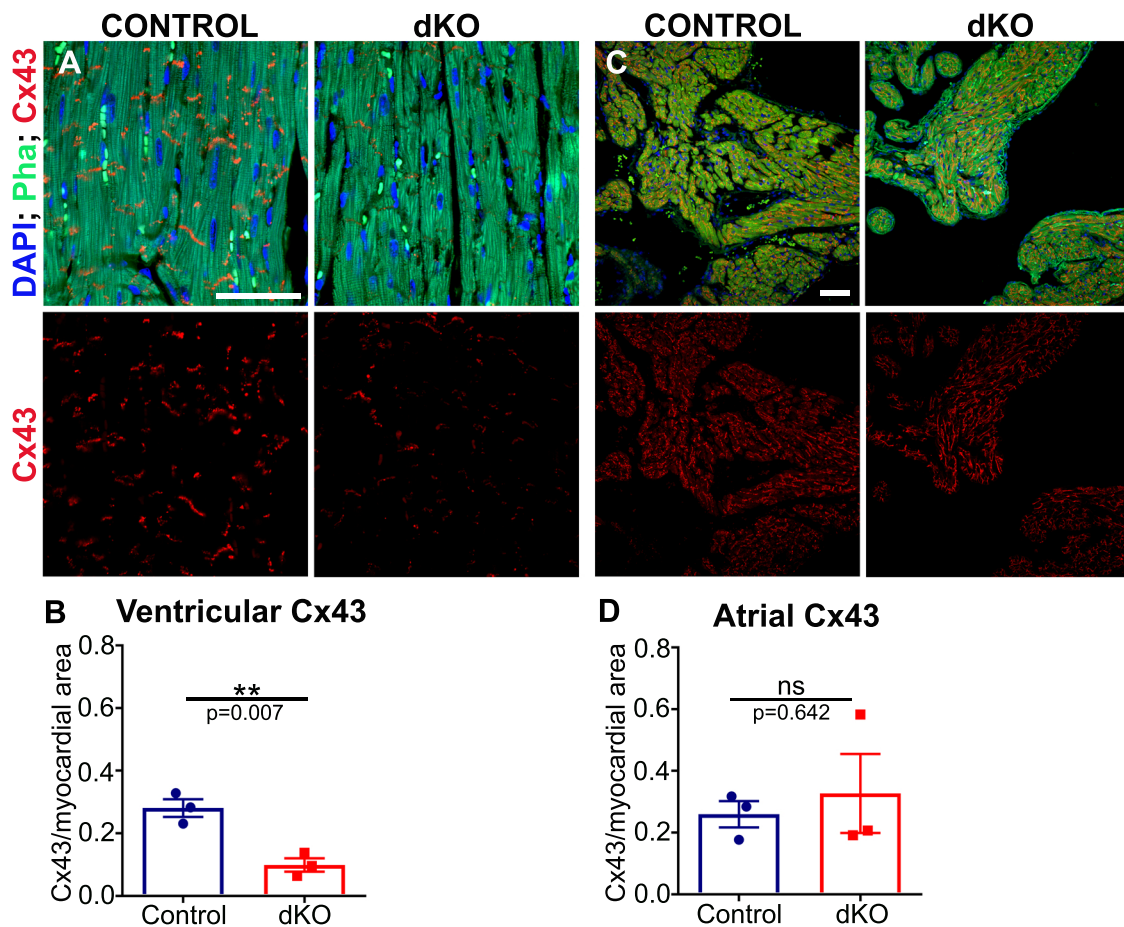 CONTROL
dKO
CONTROL
dKO
DAPI; Pha; Cx43
A
C
Cx43
B
Ventricular Cx43
Cx43/myocardial area
0.8
0.6
0.4
0.2
0.0
**
p=0.007
Control
dKO
D
Atrial Cx43
Cx43/myocardial area
0.8
0.6
0.4
0.2
0.0
ns
p=0.642
Control
dKO